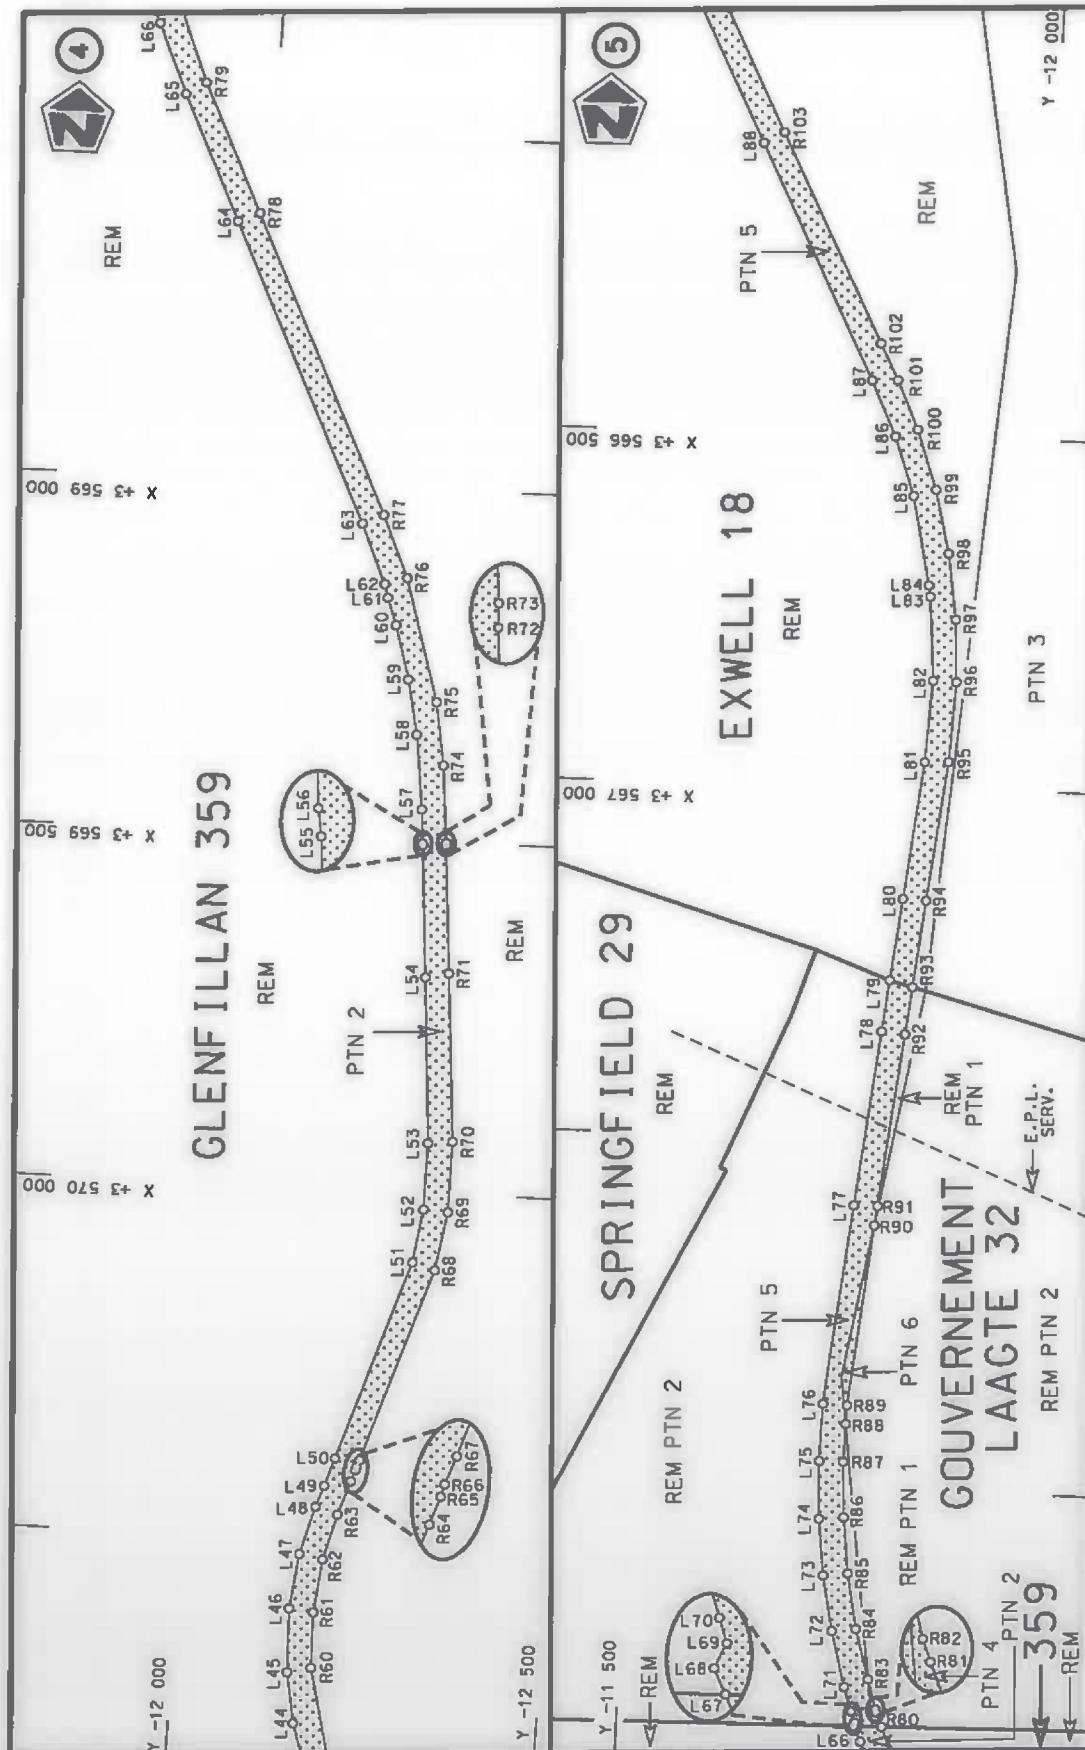 4
N
L66
L65
R79
L64
R78
REM
X +3 569 000
L63
R77
L62
L61
R76
L60
R73
R72
L59
R75
L58
R74
L57
L56
L55
X +3 569 500
GLENFILLAN 359
REM
REM
L54
R71
PTN 2
L53
R70
X +3 570 000
L52
R69
L51
R68
L50
L49
L48
R67
R66
R65
R64
R63
L47
R62
L46
R61
L45
R60
L44
Y -12 000
Y -12 500
5
N
Y -12 000
L88
R103
PTN 5
REM
R102
L87
R101
L86
R100
X +3 566 500
L85
R99
R98
L84
L83
R97
EXWELL 18
REM
L82
R96
PTN 3
L81
R95
X +3 567 000
L80
R94
L79
R93
L78
R92
SPRINGFIELD 29
REM
REM
PTN 1
E.P.L.
SERV.
L77
R91
R90
GOUVERNEMENT
LAAGTE 32
PTN 5
PTN 6
REM PTN 2
REM PTN 2
L76
R89
R88
L75
R87
L74
R86
REM PTN 1
L73
R85
L72
R84
L71
R83
L70
L69
L68
L67
R82
R81
R80
L66
PTN 4
PTN 2
359
REM
REM
Y -11 500